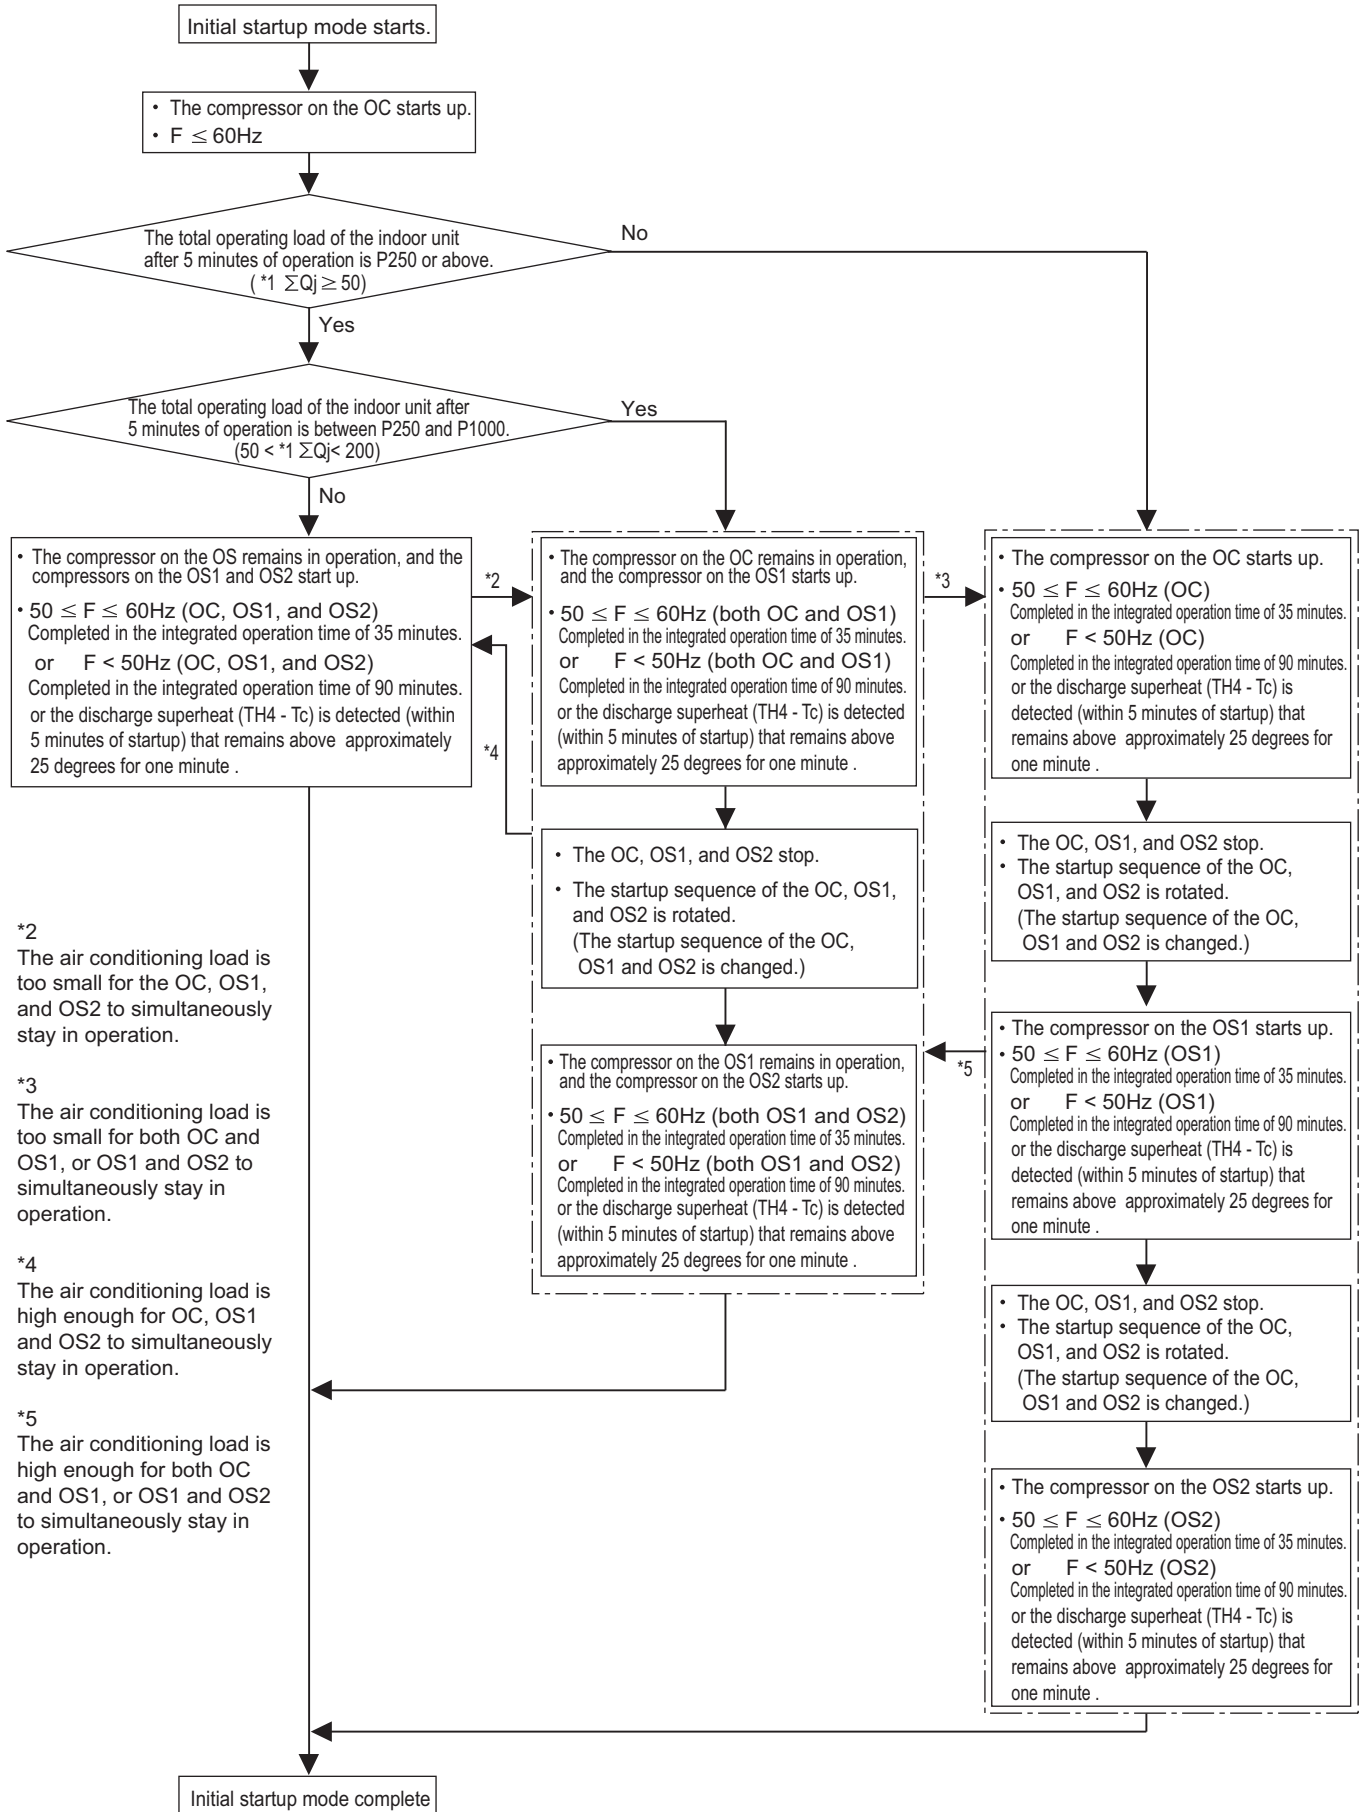 Initial startup mode starts.
• The compressor on the OC starts up.
• F ≤ 60Hz
The total operating load of the indoor unit
after 5 minutes of operation is P250 or above.
( *1 ΣQj ≥ 50)
No
Yes
The total operating load of the indoor unit after
5 minutes of operation is between P250 and P1000.
(50 < *1 ΣQj< 200)
Yes
No
• The compressor on the OS remains in operation, and the
compressors on the OS1 and OS2 start up.
• 50 ≤ F ≤ 60Hz (OC, OS1, and OS2)
Completed in the integrated operation time of 35 minutes.
or F < 50Hz (OC, OS1, and OS2)
Completed in the integrated operation time of 90 minutes.
or the discharge superheat (TH4 - Tc) is detected (within
5 minutes of startup) that remains above approximately
25 degrees for one minute .
*2
*4
• The compressor on the OC remains in operation,
and the compressor on the OS1 starts up.
• 50 ≤ F ≤ 60Hz (both OC and OS1)
Completed in the integrated operation time of 35 minutes.
or F < 50Hz (both OC and OS1)
Completed in the integrated operation time of 90 minutes.
or the discharge superheat (TH4 - Tc) is detected
(within 5 minutes of startup) that remains above
approximately 25 degrees for one minute .
*3
• The OC, OS1, and OS2 stop.
• The startup sequence of the OC, OS1,
and OS2 is rotated.
(The startup sequence of the OC,
OS1 and OS2 is changed.)
• The compressor on the OS1 remains in operation,
and the compressor on the OS2 starts up.
• 50 ≤ F ≤ 60Hz (both OS1 and OS2)
Completed in the integrated operation time of 35 minutes.
or F < 50Hz (both OS1 and OS2)
Completed in the integrated operation time of 90 minutes.
or the discharge superheat (TH4 - Tc) is detected
(within 5 minutes of startup) that remains above
approximately 25 degrees for one minute .
*5
• The compressor on the OC starts up.
• 50 ≤ F ≤ 60Hz (OC)
Completed in the integrated operation time of 35 minutes.
or F < 50Hz (OC)
Completed in the integrated operation time of 90 minutes.
or the discharge superheat (TH4 - Tc) is
detected (within 5 minutes of startup) that
remains above approximately 25 degrees for
one minute .
• The OC, OS1, and OS2 stop.
• The startup sequence of the OC,
OS1, and OS2 is rotated.
(The startup sequence of the OC,
OS1 and OS2 is changed.)
• The compressor on the OS1 starts up.
• 50 ≤ F ≤ 60Hz (OS1)
Completed in the integrated operation time of 35 minutes.
or F < 50Hz (OS1)
Completed in the integrated operation time of 90 minutes.
or the discharge superheat (TH4 - Tc) is
detected (within 5 minutes of startup) that
remains above approximately 25 degrees for
one minute .
• The OC, OS1, and OS2 stop.
• The startup sequence of the OC,
OS1, and OS2 is rotated.
(The startup sequence of the OC,
OS1 and OS2 is changed.)
• The compressor on the OS2 starts up.
• 50 ≤ F ≤ 60Hz (OS2)
Completed in the integrated operation time of 35 minutes.
or F < 50Hz (OS2)
Completed in the integrated operation time of 90 minutes.
or the discharge superheat (TH4 - Tc) is
detected (within 5 minutes of startup) that
remains above approximately 25 degrees for
one minute .
*2
The air conditioning load is
too small for the OC, OS1,
and OS2 to simultaneously
stay in operation.
*3
The air conditioning load is
too small for both OC and
OS1, or OS1 and OS2 to
simultaneously stay in
operation.
*4
The air conditioning load is
high enough for OC, OS1
and OS2 to simultaneously
stay in operation.
*5
The air conditioning load is
high enough for both OC
and OS1, or OS1 and OS2
to simultaneously stay in
operation.
Initial startup mode complete